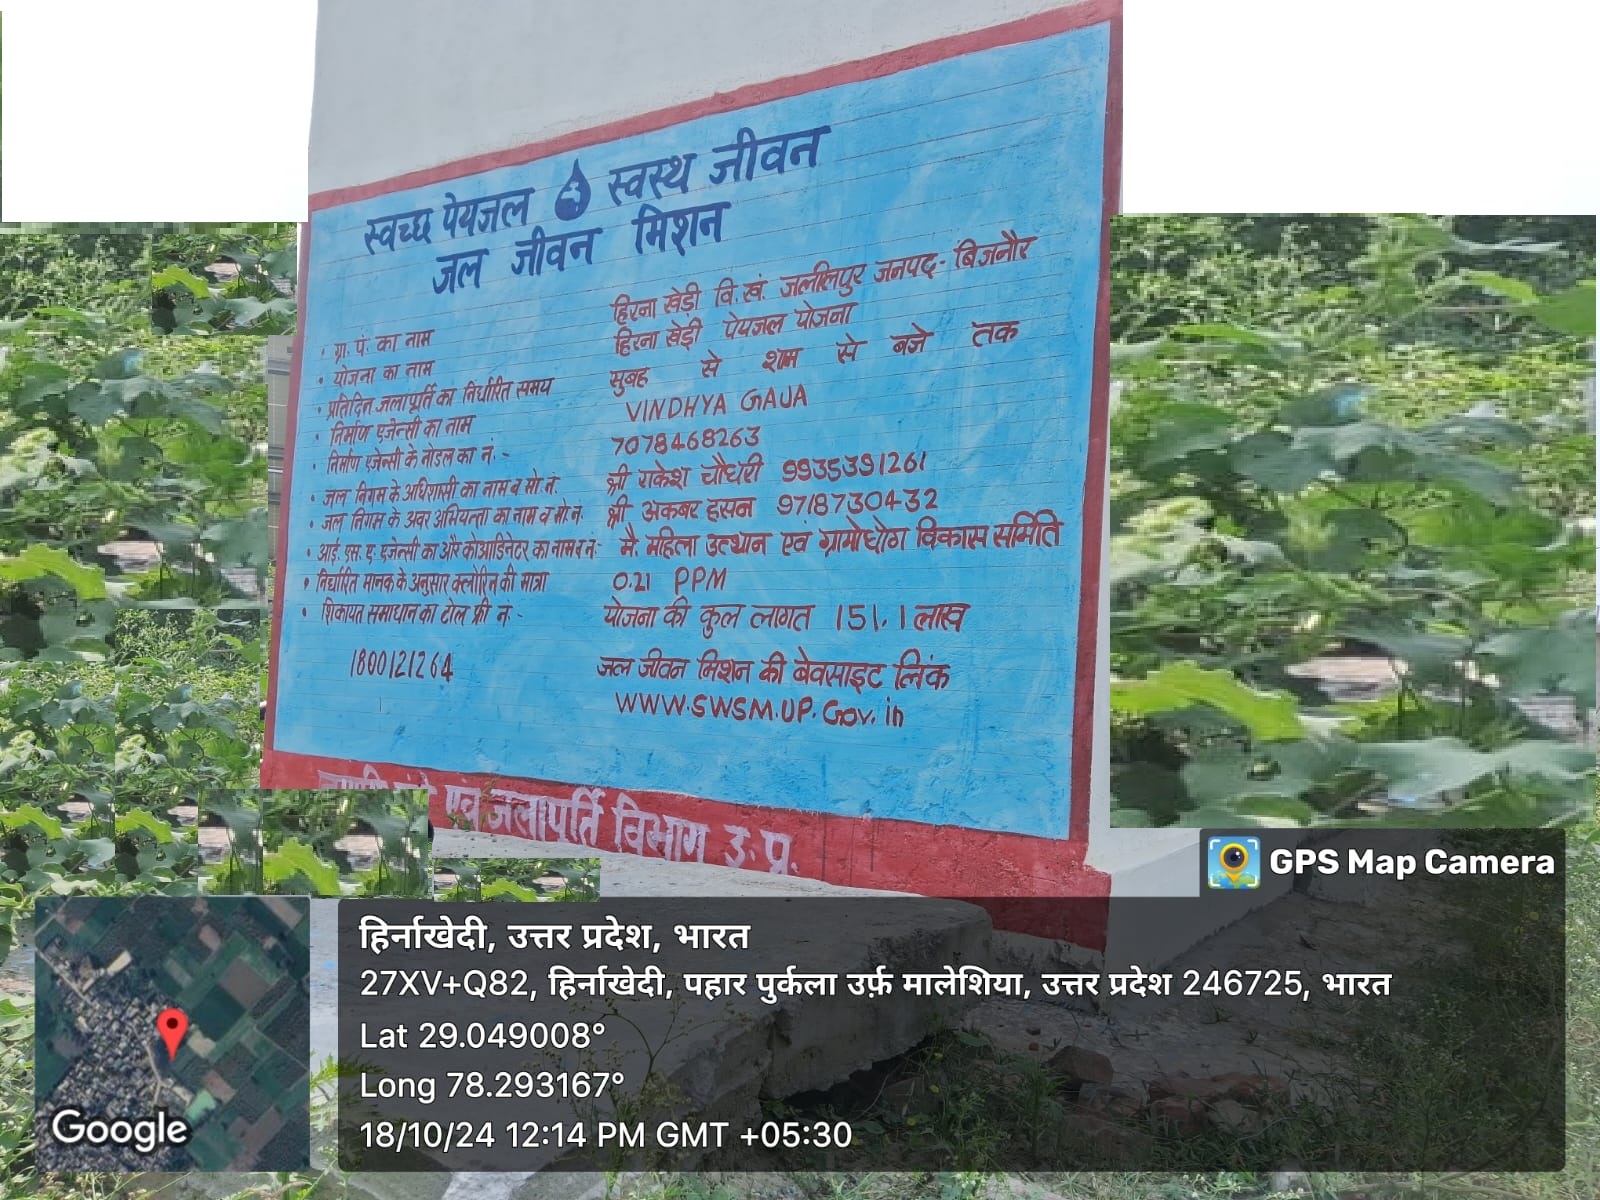 स्वच्छ पेयजल स्वस्थ जीवन
जल जीवन मिशन
• ग्रा. पं. का नाम हिरना खेडी वि. खं. जलीलपुर जनपद- बिजनौर
• योजना का नाम हिरना खेड़ी पेयजल योजना
• प्रतिदिन जलापूर्ति का निर्धारित समय सुबह से शाम से बजे तक
• निर्माण एजेन्सी का नाम VINDHYA GAJA
• निर्माण एजेन्सी के नोडल का नं. - 7078468263
• जल निगम के अधिशासी का नाम व मो. नं. श्री राकेश चौधरी 9935391261
• जल निगम के अवर अभियन्ता का नाम व मो. नं. श्री अकबर हसन 9718730432
• आई. एस. ए. एजेन्सी का और कोआडिनेटर का नाम व नं:- मै. महिला उत्थान एवं ग्रामोधोग विकास समिति
• निर्धारित मानक के अनुसार क्लोरिन की मात्रा 0.21 PPM
• शिकायत समाधान का टोल फ्री नं:- योजना की कुल लागत 151.1 लाख
1800121264 जल जीवन मिशन की बेवसाइट लिंक
WWW.SWSM.UP.Gov.in
एवं जलापूर्ति विभाग उ. प्र.
GPS Map Camera
हिर्नाखेदी, उत्तर प्रदेश, भारत
27XV+Q82, हिर्नाखेदी, पहार पुर्कला उर्फ़ मालेशिया, उत्तर प्रदेश 246725, भारत
Lat 29.049008°
Long 78.293167°
18/10/24 12:14 PM GMT +05:30
Google